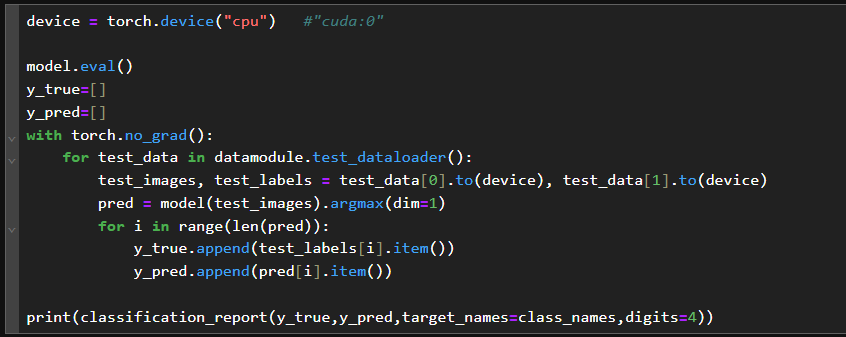 device = torch.device("cpu")   #"cuda:0"

model.eval()
y_true=[]
y_pred=[]
with torch.no_grad():
    for test_data in datamodule.test_dataloader():
        test_images, test_labels = test_data[0].to(device), test_data[1].to(device)
        pred = model(test_images).argmax(dim=1)
        for i in range(len(pred)):
            y_true.append(test_labels[i].item())
            y_pred.append(pred[i].item())

print(classification_report(y_true,y_pred,target_names=class_names,digits=4))